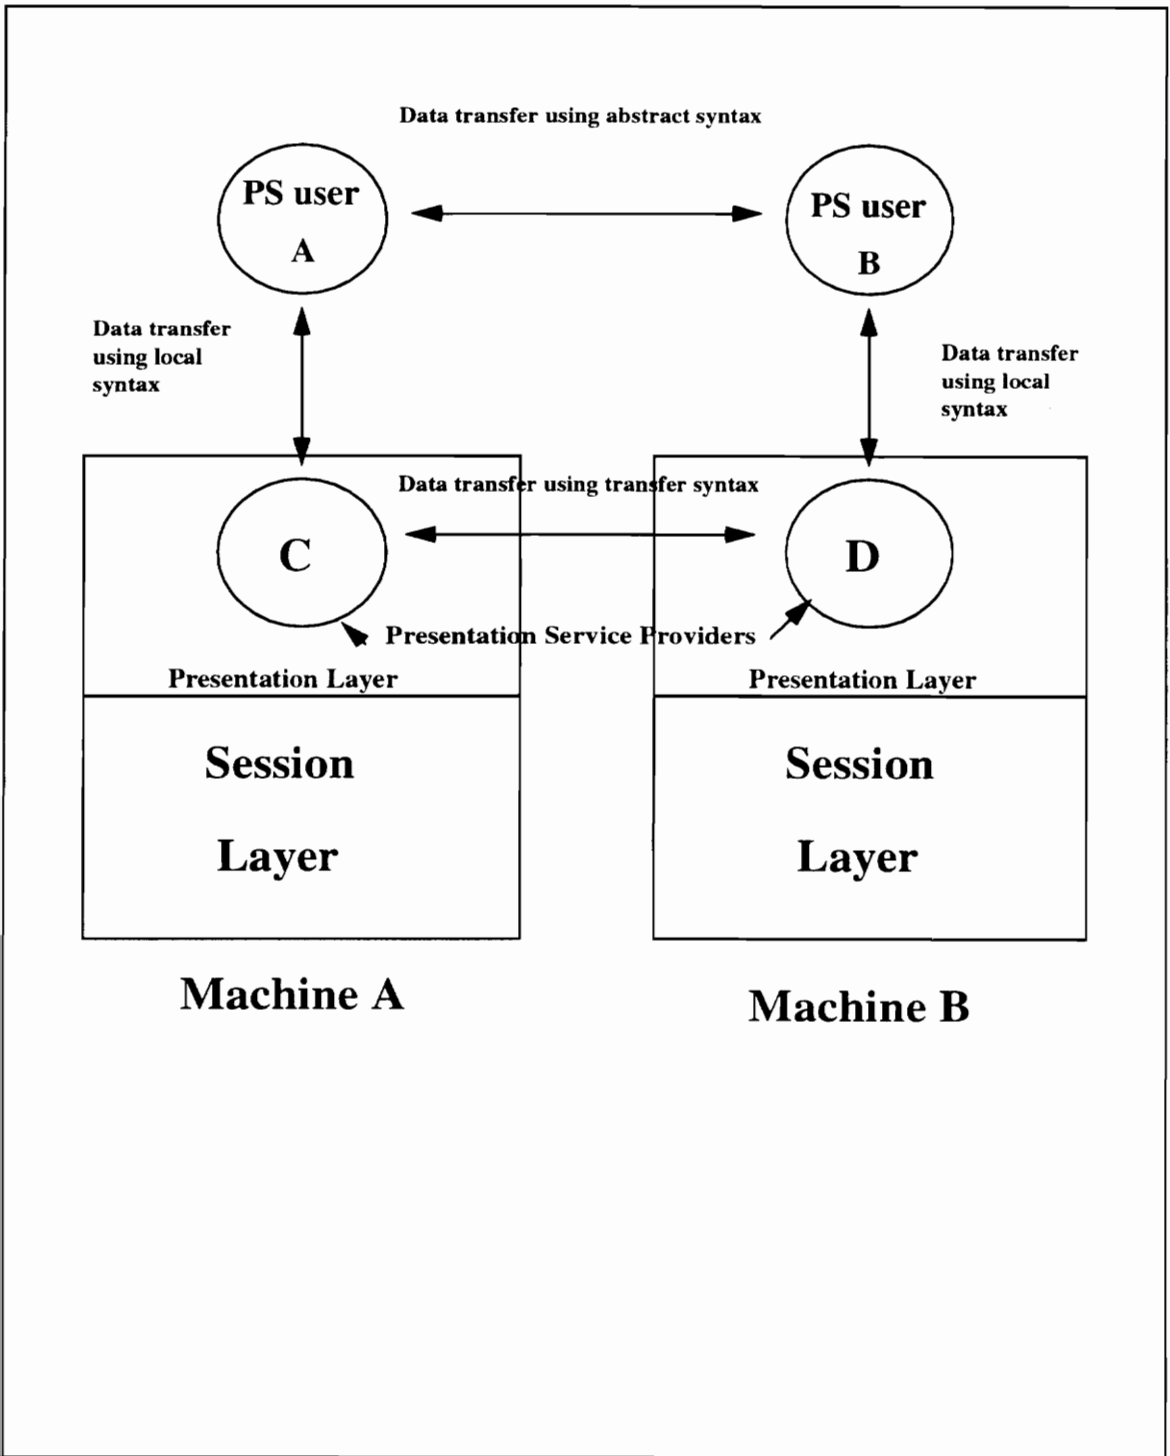 Data transfer using abstract syntax
PS user
A
PS user
B
Data transfer
using local
syntax
Data transfer
using local
syntax
Data transfer using transfer syntax
C
D
Presentation Service Providers
Presentation Layer
Presentation Layer
Session
Layer
Session
Layer
Machine A
Machine B